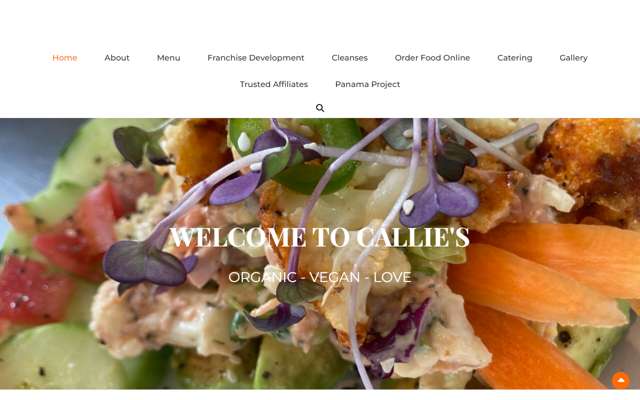 Home About Menu Franchise Development Cleanses Order Food Online Catering Gallery
Trusted Affiliates Panama Project
WELCOME TO CALLIE'S
ORGANIC - VEGAN - LOVE